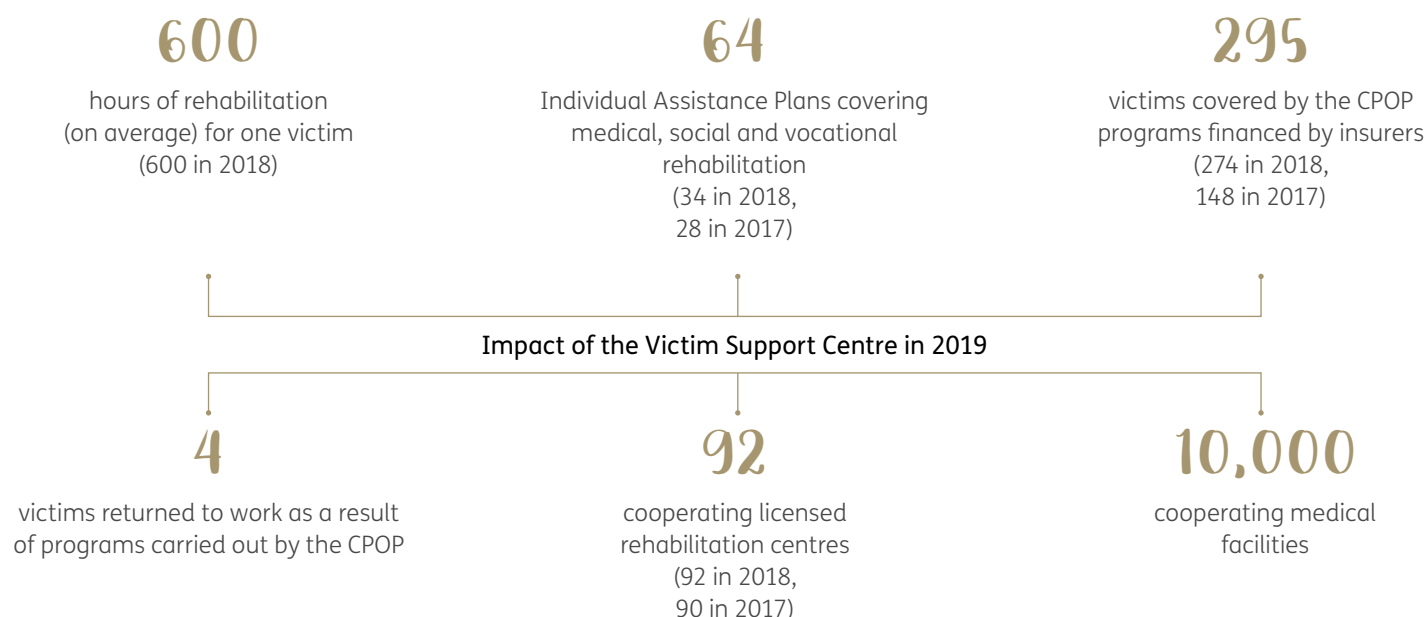 600
hours of rehabilitation
(on average) for one victim
(600 in 2018)
64
Individual Assistance Plans covering
medical, social and vocational
rehabilitation
(34 in 2018,
28 in 2017)
295
victims covered by the CPOP
programs financed by insurers
(274 in 2018,
148 in 2017)
Impact of the Victim Support Centre in 2019
4
victims returned to work as a result
of programs carried out by the CPOP
92
cooperating licensed
rehabilitation centres
(92 in 2018,
90 in 2017)
10,000
cooperating medical
facilities